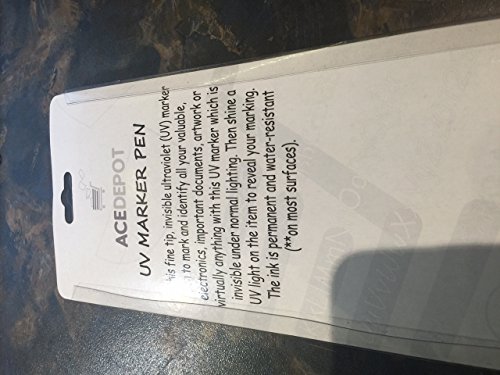 ACEDEPOT
UV MARKER PEN
his fine tip, invisible ultraviolet (UV) marker
to mark and identify all your valuable,
electronics, important documents, artwork or
virtually anything with this UV marker which is
invisible under normal lighting. Then shine a
UV light on the item to reveal your marking.
The ink is permanent and water-resistant
(**on most surfaces).